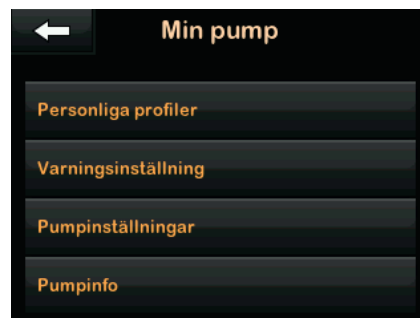 Min pump
Personliga profiler
Varningsinställning
Pumpinställningar
Pumpinfo